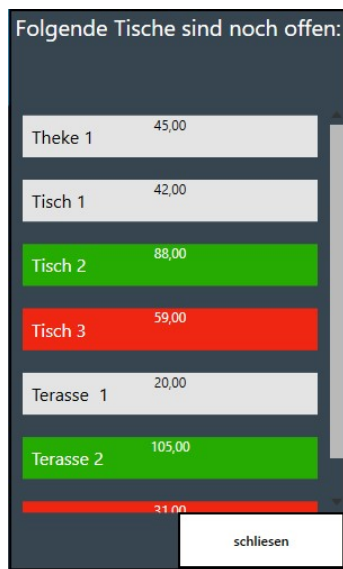 Folgende Tische sind noch offen:
Theke 1 45,00
Tisch 1 42,00
Tisch 2 88,00
Tisch 3 59,00
Terasse 1 20,00
Terasse 2 105,00
31,00
schliesen